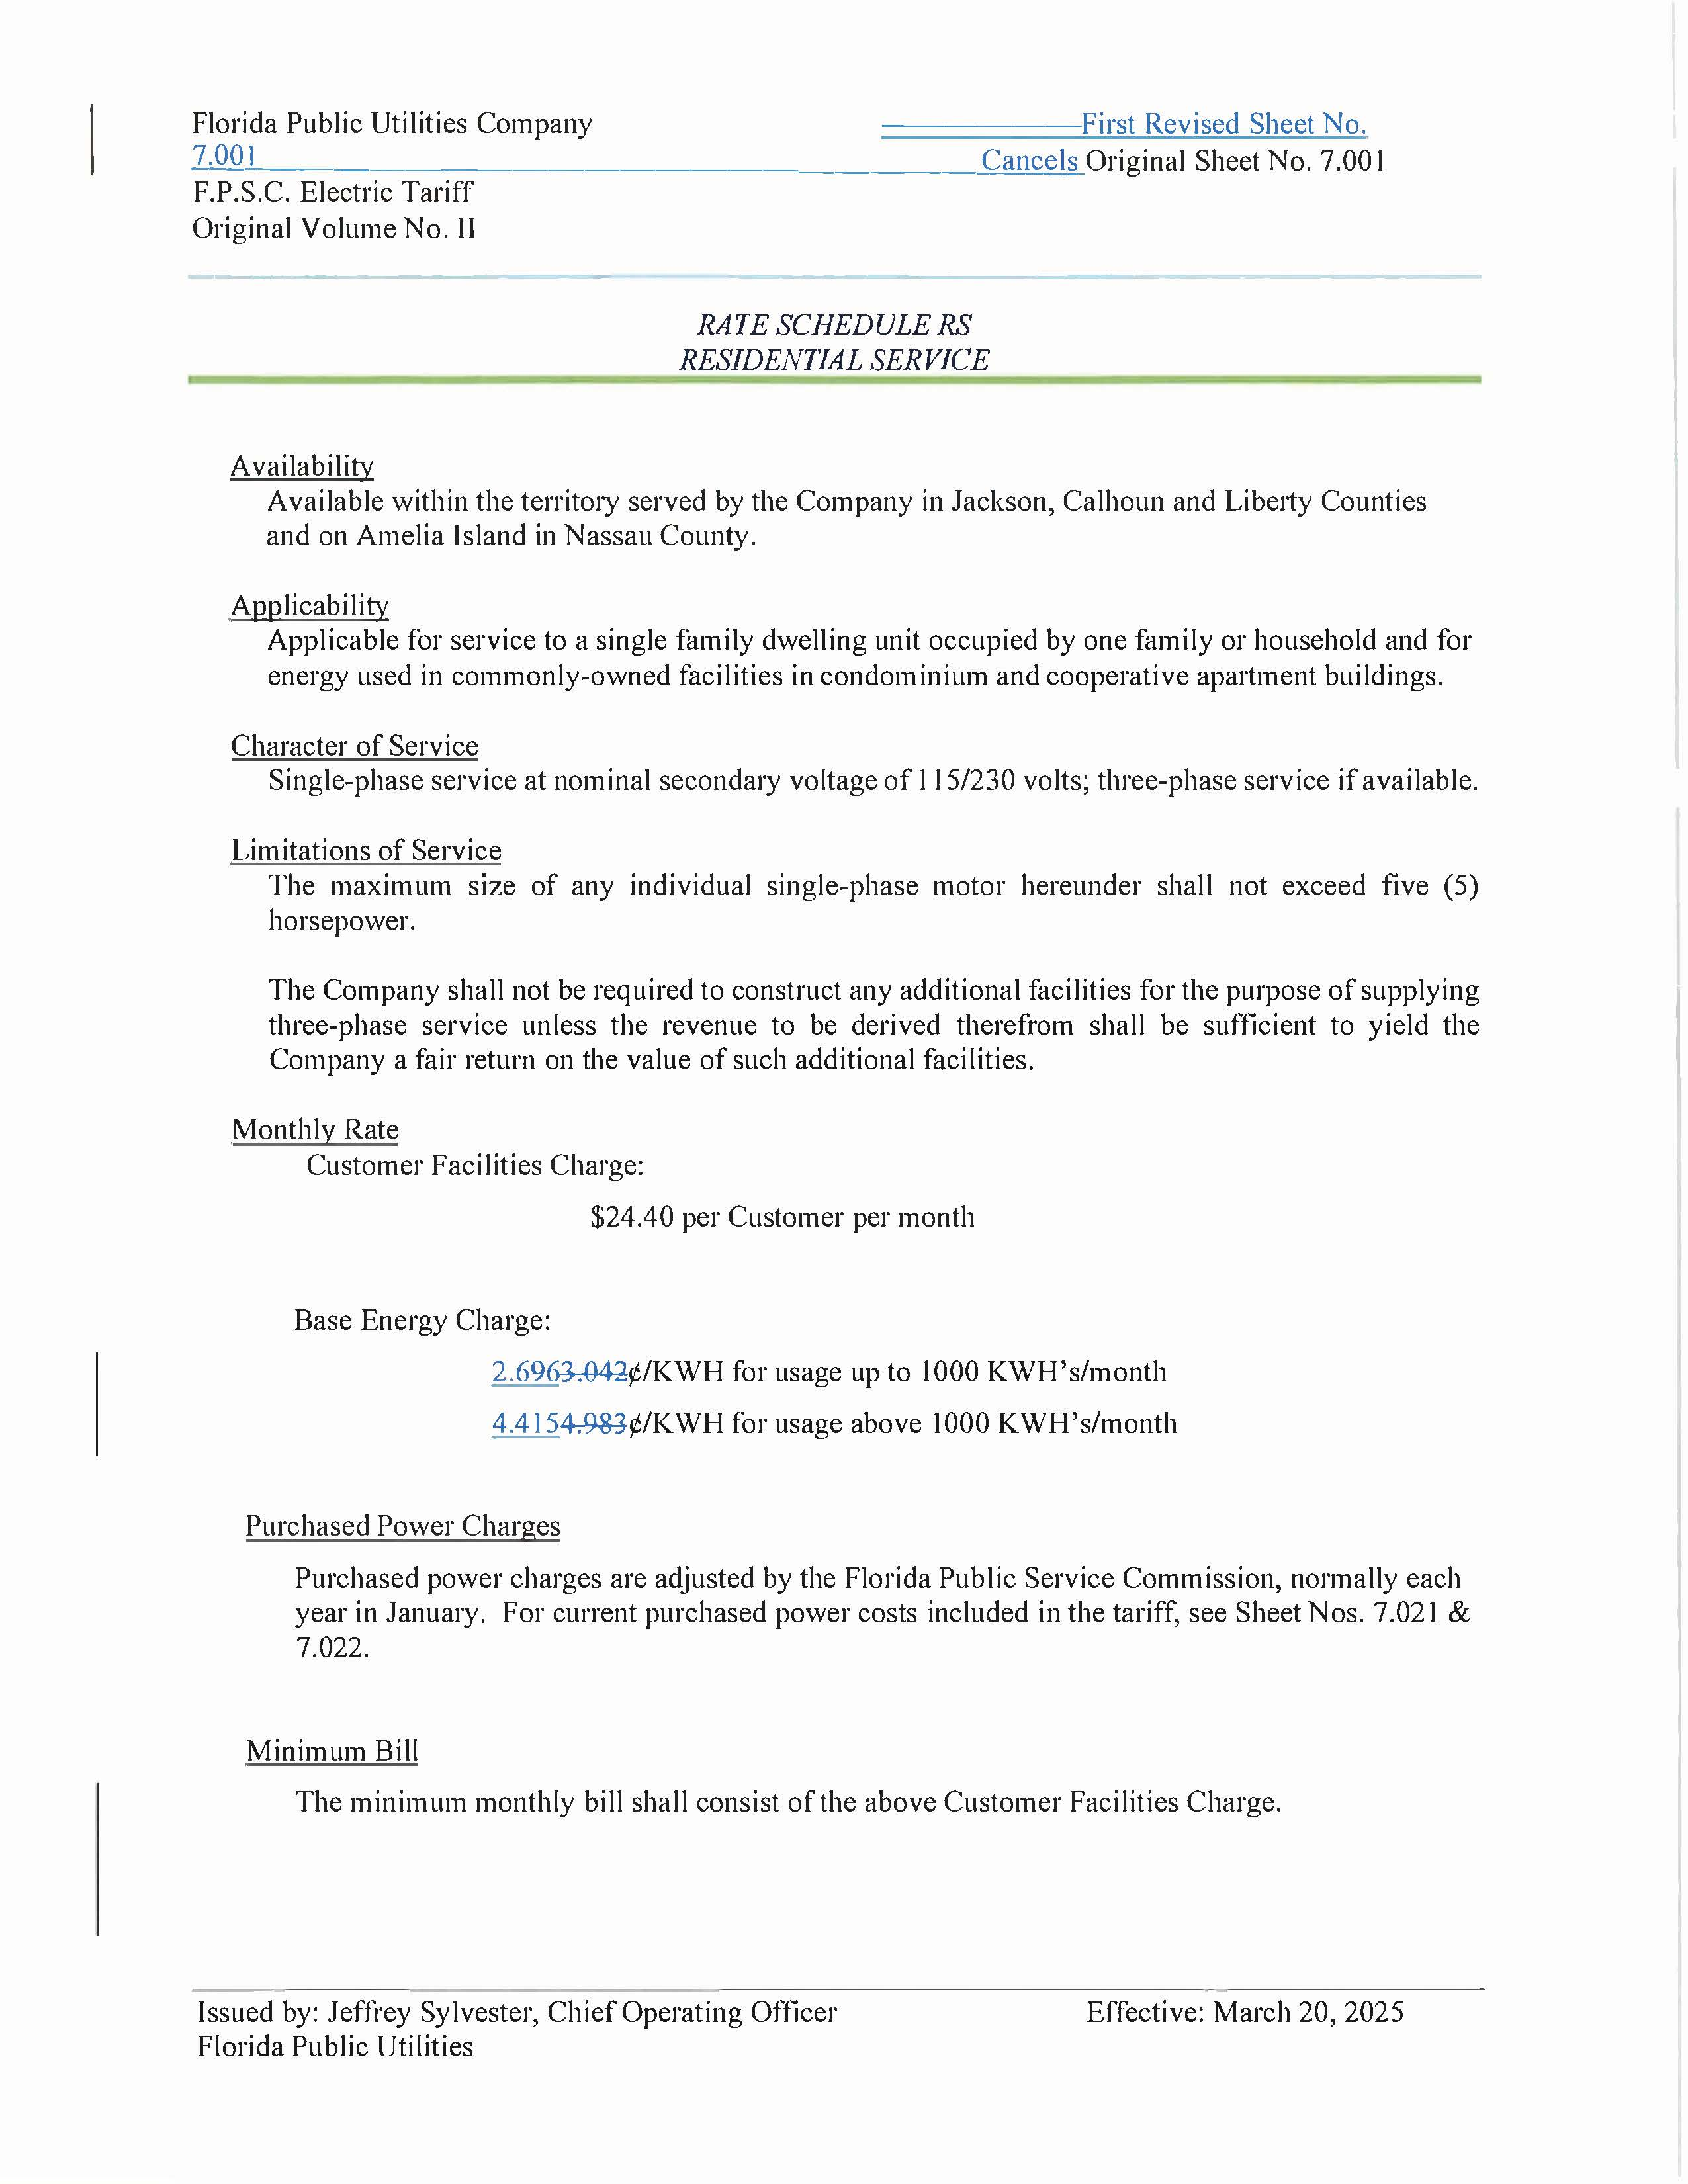 Florida Public Utilities Company First Revised Sheet No.
7.001 Cancels Original Sheet No. 7.001
F.P.S.C. Electric Tariff
Original Volume No. II
RATE SCHEDULE RS
RESIDENTIAL SERVICE
Availability
Available within the territory served by the Company in Jackson, Calhoun and Liberty Counties
and on Amelia Island in Nassau County.
Applicability
Applicable for service to a single family dwelling unit occupied by one family or household and for
energy used in commonly-owned facilities in condominium and cooperative apartment buildings.
Character of Service
Single-phase service at nominal secondary voltage of 115/230 volts; three-phase service if available.
Limitations of Service
The maximum size of any individual single-phase motor hereunder shall not exceed five (5)
horsepower.
The Company shall not be required to construct any additional facilities for the purpose of supplying
three-phase service unless the revenue to be derived therefrom shall be sufficient to yield the
Company a fair return on the value of such additional facilities.
Monthly Rate
Customer Facilities Charge:
$24.40 per Customer per month
Base Energy Charge:
2.6963.042¢/KWH for usage up to 1000 KWH's/month
4.4154.983¢/KWH for usage above 1000 KWH's/month
Purchased Power Charges
Purchased power charges are adjusted by the Florida Public Service Commission, normally each
year in January. For current purchased power costs included in the tariff, see Sheet Nos. 7.021 &
7.022.
Minimum Bill
The minimum monthly bill shall consist of the above Customer Facilities Charge.
Issued by: Jeffrey Sylvester, Chief Operating Officer Effective: March 20, 2025
Florida Public Utilities